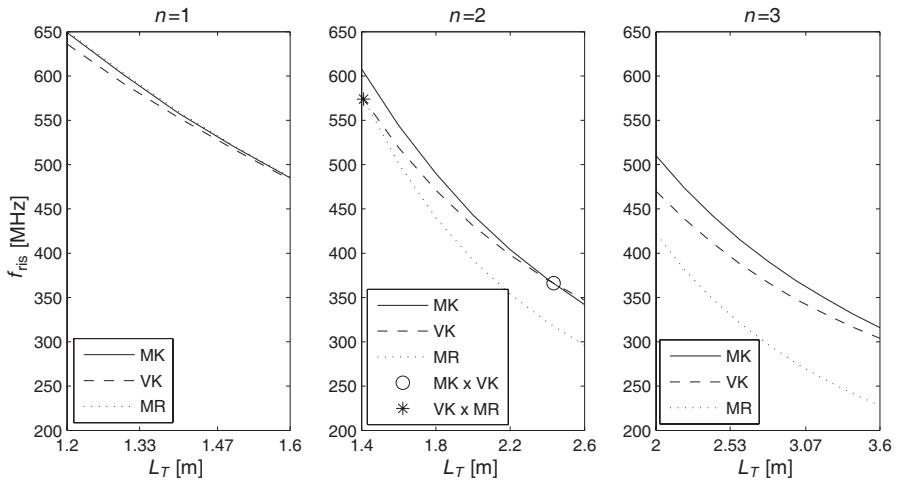 n=1
n=2
n=3
f_ris [MHz]
650
600
550
500
450
400
350
300
250
200
1.2
1.33
1.47
1.6
L_T [m]
MK
VK
MR
650
600
550
500
450
400
350
300
250
200
1.4
1.8
2.2
2.6
L_T [m]
MK
VK
MR
MK x VK
VK x MR
650
600
550
500
450
400
350
300
250
200
2
2.53
3.07
3.6
L_T [m]
MK
VK
MR